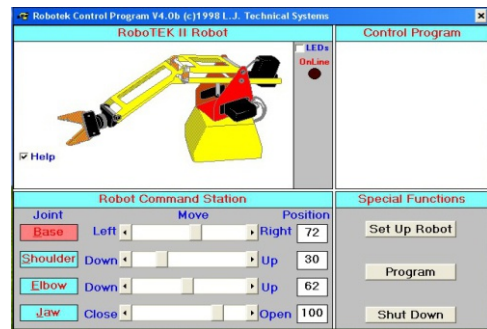 Robotek Control Program V4.0b (c)1998 L.J. Technical Systems
RoboTEK II Robot
Control Program
LEDs
OnLine
Help
Robot Command Station
Special Functions
Joint Move Position
Base Left Right 72
Shoulder Down Up 30
Elbow Down Up 62
Jaw Close Open 100
Set Up Robot
Program
Shut Down